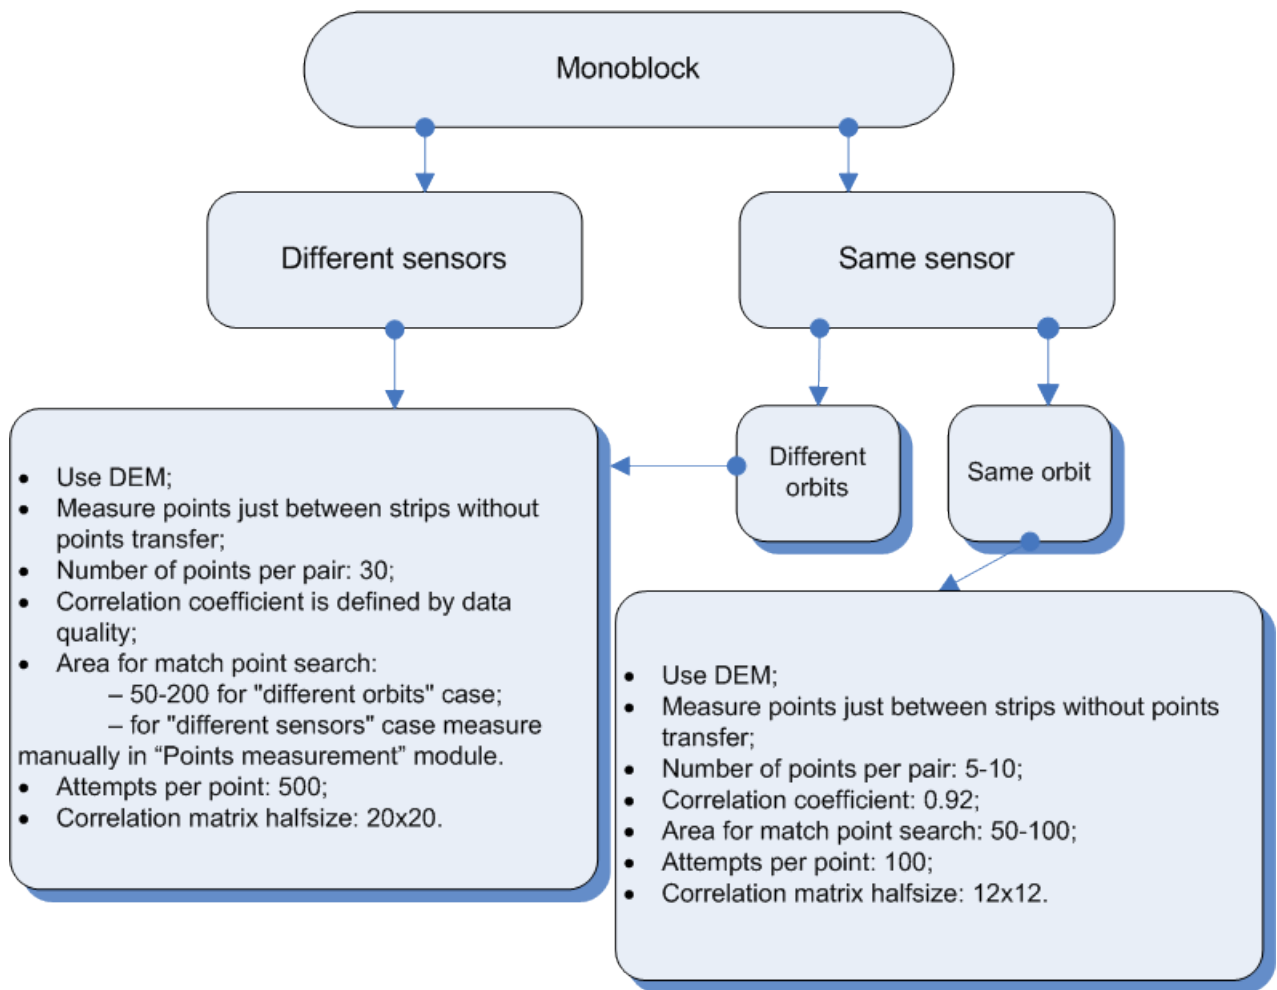 Monoblock
Different sensors
Same sensor
Different
orbits
Same orbit
• Use DEM;
• Measure points just between strips without
points transfer;
• Number of points per pair: 30;
• Correlation coefficient is defined by data
quality;
• Area for match point search:
– 50-200 for "different orbits" case;
– for "different sensors" case measure
manually in “Points measurement” module.
• Attempts per point: 500;
• Correlation matrix halfsize: 20x20.
• Use DEM;
• Measure points just between strips without points
transfer;
• Number of points per pair: 5-10;
• Correlation coefficient: 0.92;
• Area for match point search: 50-100;
• Attempts per point: 100;
• Correlation matrix halfsize: 12x12.